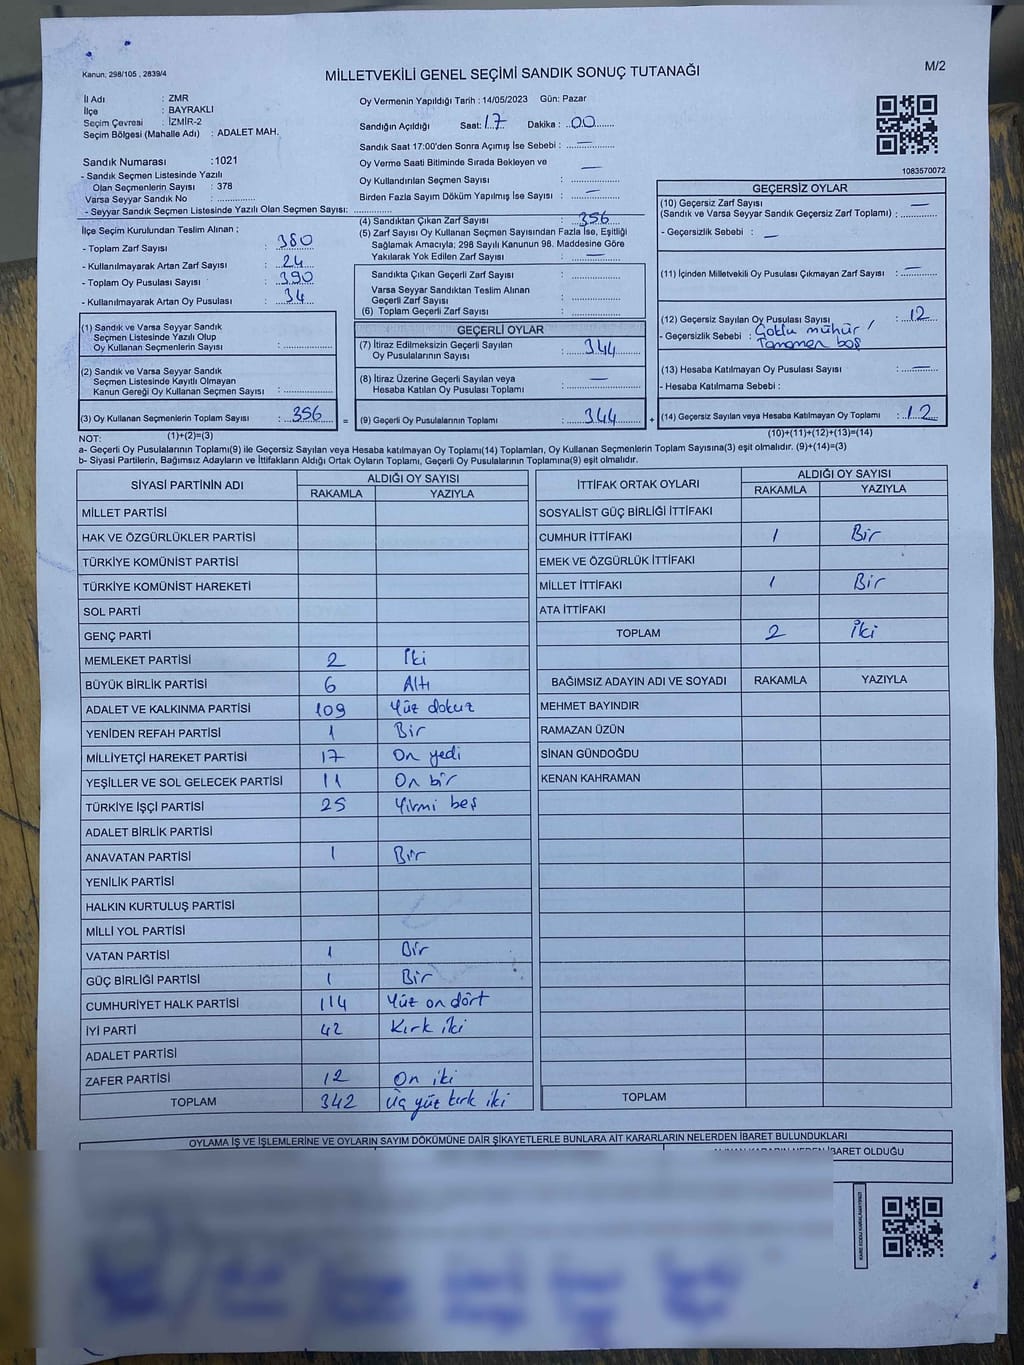 Kanun, 298/105 , 2839/4
MİLLETVEKİLİ GENEL SEÇİMİ SANDIK SONUÇ TUTANAĞI
M/2
İl Adı : ZMR
İlçe : BAYRAKLI
Seçim Çevresi : İZMİR-2
Seçim Bölgesi (Mahalle Adı) : ADALET MAH.
Sandık Numarası :1021
- Sandık Seçmen Listesinde Yazılı
Olan Seçmenlerin Sayısı : 378
Varsa Seyyar Sandık No :
- Seyyar Sandık Seçmen Listesinde Yazılı Olan Seçmen Sayısı:
İlçe Seçim Kurulundan Teslim Alınan ;
- Toplam Zarf Sayısı : 380
- Kullanılmayarak Artan Zarf Sayısı : 24
- Toplam Oy Pusulası Sayısı : 390
- Kullanılmayarak Artan Oy Pusulası : 34
(1) Sandık ve Varsa Seyyar Sandık
Seçmen Listesinde Yazılı Olup
Oy Kullanan Seçmenlerin Sayısı :
(2) Sandık ve Varsa Seyyar Sandık
Seçmen Listesinde Kayıtlı Olmayan
Kanun Gereği Oy Kullanan Seçmen Sayısı :
(3) Oy Kullanan Seçmenlerin Toplam Sayısı : 356 =
(1)+(2)=(3)
Oy Vermenin Yapıldığı Tarih : 14/05/2023 Gün: Pazar
Sandığın Açıldığı Saat: 17 Dakika : 00
Sandık Saat 17:00'den Sonra Açımış İse Sebebi : —
Oy Verme Saati Bitiminde Sırada Bekleyen ve —
Oy Kullandırılan Seçmen Sayısı :
Birden Fazla Sayım Döküm Yapılmış İse Sayısı : —
(4) Sandıktan Çıkan Zarf Sayısı : 356
(5) Zarf Sayısı Oy Kullanan Seçmen Sayısından Fazla İse, Eşitliği
Sağlamak Amacıyla; 298 Sayılı Kanunun 98. Maddesine Göre
Yakılarak Yok Edilen Zarf Sayısı : —
Sandıkta Çıkan Geçerli Zarf Sayısı :
Varsa Seyyar Sandıktan Teslim Alınan
Geçerli Zarf Sayısı :
(6) Toplam Geçerli Zarf Sayısı :
GEÇERLİ OYLAR
(7) İtiraz Edilmeksizin Geçerli Sayılan
Oy Pusulalarının Sayısı : 344
(8) İtiraz Üzerine Geçerli Sayılan veya
Hesaba Katılan Oy Pusulası Toplamı : —
(9) Geçerli Oy Pusulalarının Toplamı : 344 +
1083570072
GEÇERSİZ OYLAR
(10) Geçersiz Zarf Sayısı —
(Sandık ve Varsa Seyyar Sandık Geçersiz Zarf Toplamı) :
- Geçersizlik Sebebi : —
(11) İçinden Milletvekili Oy Pusulası Çıkmayan Zarf Sayısı : —
(12) Geçersiz Sayılan Oy Pusulası Sayısı : 12
- Geçersizlik Sebebi : Çoklu mühür /
Tamamen boş
(13) Hesaba Katılmayan Oy Pusulası Sayısı : —
- Hesaba Katılmama Sebebi :
(14) Geçersiz Sayılan veya Hesaba Katılmayan Oy Toplamı : 12
(10)+(11)+(12)+(13)=(14)
NOT:
a- Geçerli Oy Pusulalarının Toplamı(9) ile Geçersiz Sayılan veya Hesaba katılmayan Oy Toplamı(14) Toplamları, Oy Kullanan Seçmenlerin Toplam Sayısına(3) eşit olmalıdır. (9)+(14)=(3)
b- Siyasi Partilerin, Bağımsız Adayların ve İttifakların Aldığı Ortak Oyların Toplamı, Geçerli Oy Pusulalarının Toplamına(9) eşit olmalıdır.
SİYASİ PARTİNİN ADI ALDIĞI OY SAYISI
RAKAMLA YAZIYLA
MİLLET PARTİSİ
HAK VE ÖZGÜRLÜKLER PARTİSİ
TÜRKİYE KOMÜNİST PARTİSİ
TÜRKİYE KOMÜNİST HAREKETİ
SOL PARTİ
GENÇ PARTİ
MEMLEKET PARTİSİ 2 İki
BÜYÜK BİRLİK PARTİSİ 6 Altı
ADALET VE KALKINMA PARTİSİ 109 Yüz dokuz
YENİDEN REFAH PARTİSİ 1 Bir
MİLLİYETÇİ HAREKET PARTİSİ 17 On yedi
YEŞİLLER VE SOL GELECEK PARTİSİ 11 On bir
TÜRKİYE İŞÇİ PARTİSİ 25 Yirmi beş
ADALET BİRLİK PARTİSİ
ANAVATAN PARTİSİ 1 Bir
YENİLİK PARTİSİ
HALKIN KURTULUŞ PARTİSİ
MİLLİ YOL PARTİSİ
VATAN PARTİSİ 1 Bir
GÜÇ BİRLİĞİ PARTİSİ 1 Bir
CUMHURİYET HALK PARTİSİ 114 Yüz on dört
İYİ PARTİ 42 Kırk iki
ADALET PARTİSİ
ZAFER PARTİSİ 12 On iki
TOPLAM 342 Üç yüz kırk iki
İTTİFAK ORTAK OYLARI ALDIĞI OY SAYISI
RAKAMLA YAZIYLA
SOSYALİST GÜÇ BİRLİĞİ İTTİFAKI
CUMHUR İTTİFAKI 1 Bir
EMEK VE ÖZGÜRLÜK İTTİFAKI
MİLLET İTTİFAKI 1 Bir
ATA İTTİFAKI
TOPLAM 2 İki
BAĞIMSIZ ADAYIN ADI VE SOYADI RAKAMLA YAZIYLA
MEHMET BAYINDIR
RAMAZAN ÜZÜN
SİNAN GÜNDOĞDU
KENAN KAHRAMAN
TOPLAM
OYLAMA İŞ VE İŞLEMLERİNE VE OYLARIN SAYIM DÖKÜMÜNE DAİR ŞİKAYETLERLE BUNLARA AİT KARARLARIN NELERDEN İBARET BULUNDUKLARI
İBARET OLDUĞU